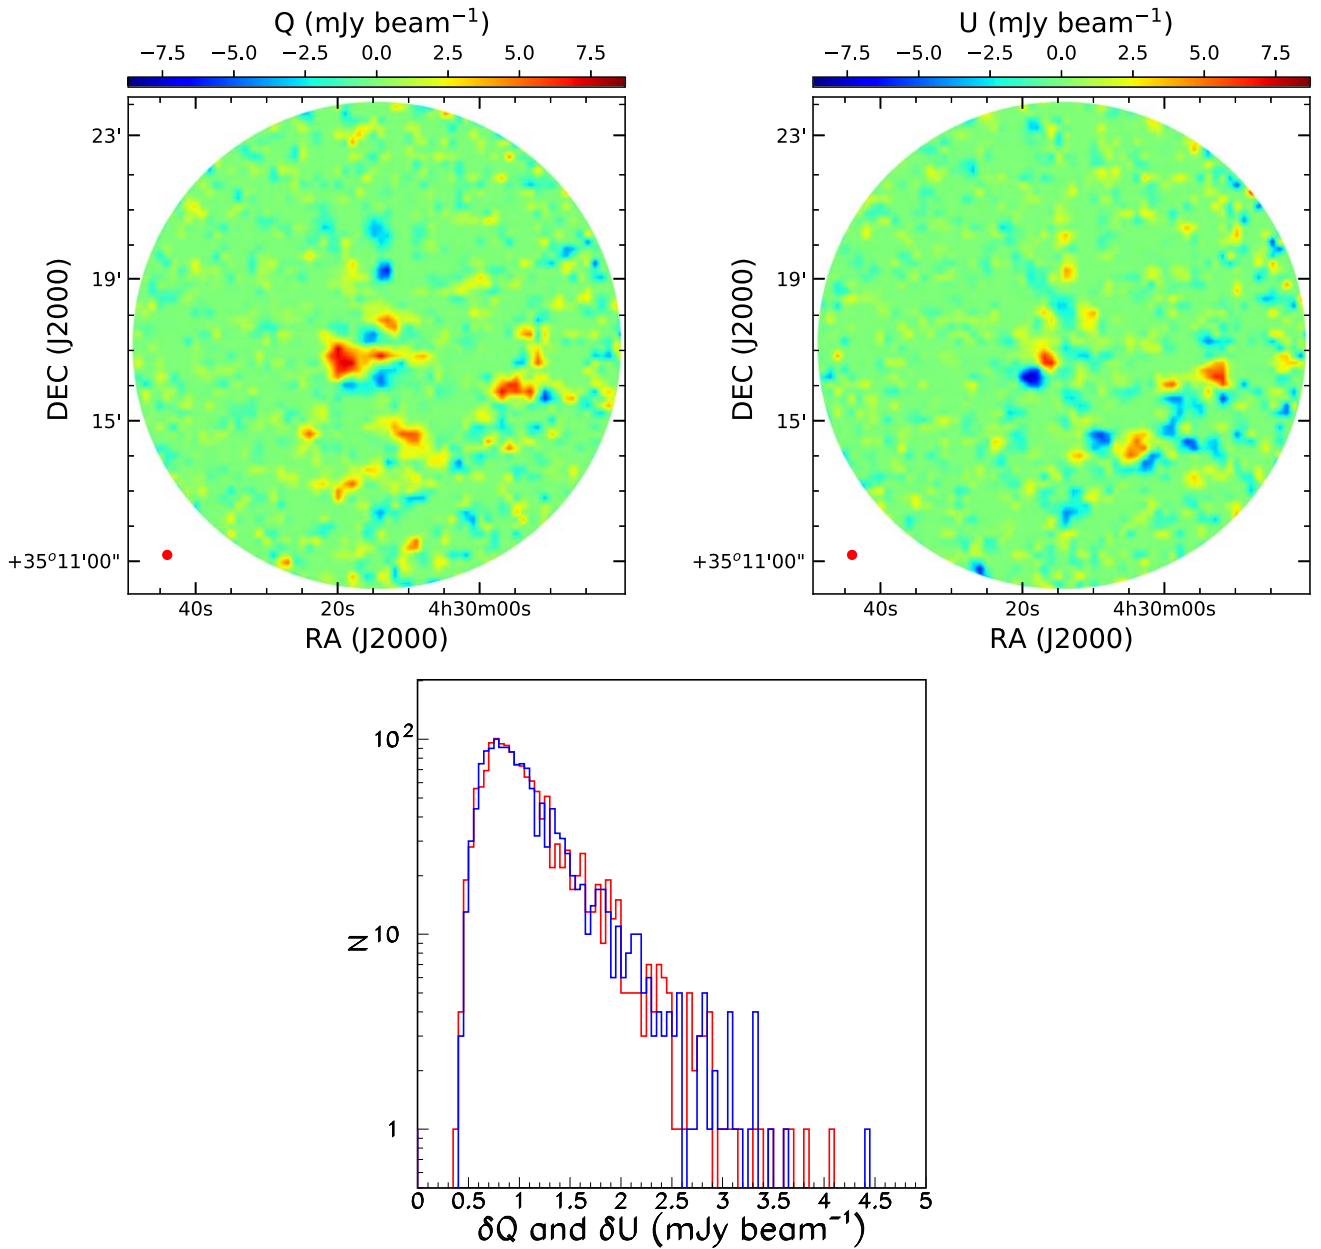 Q (mJy beam⁻¹)
−7.5 −5.0 −2.5 0.0 2.5 5.0 7.5
23'
19'
15'
+35°11'00"
DEC (J2000)
40s 20s 4h30m00s
RA (J2000)
U (mJy beam⁻¹)
−7.5 −5.0 −2.5 0.0 2.5 5.0 7.5
23'
19'
15'
+35°11'00"
DEC (J2000)
40s 20s 4h30m00s
RA (J2000)
10²
10
1
N
0 0.5 1 1.5 2 2.5 3 3.5 4 4.5 5
δQ and δU (mJy beam⁻¹)